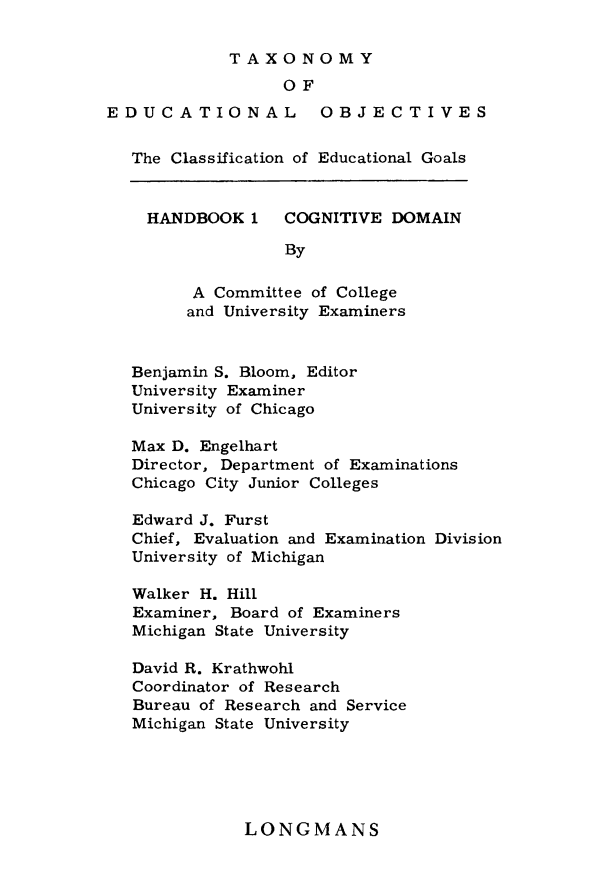 TAXONOMY
OF
EDUCATIONAL OBJECTIVES
The Classification of Educational Goals
HANDBOOK 1 COGNITIVE DOMAIN
By
A Committee of College
and University Examiners
Benjamin S. Bloom, Editor
University Examiner
University of Chicago
Max D. Engelhart
Director, Department of Examinations
Chicago City Junior Colleges
Edward J. Furst
Chief, Evaluation and Examination Division
University of Michigan
Walker H. Hill
Examiner, Board of Examiners
Michigan State University
David R. Krathwohl
Coordinator of Research
Bureau of Research and Service
Michigan State University
LONGMANS